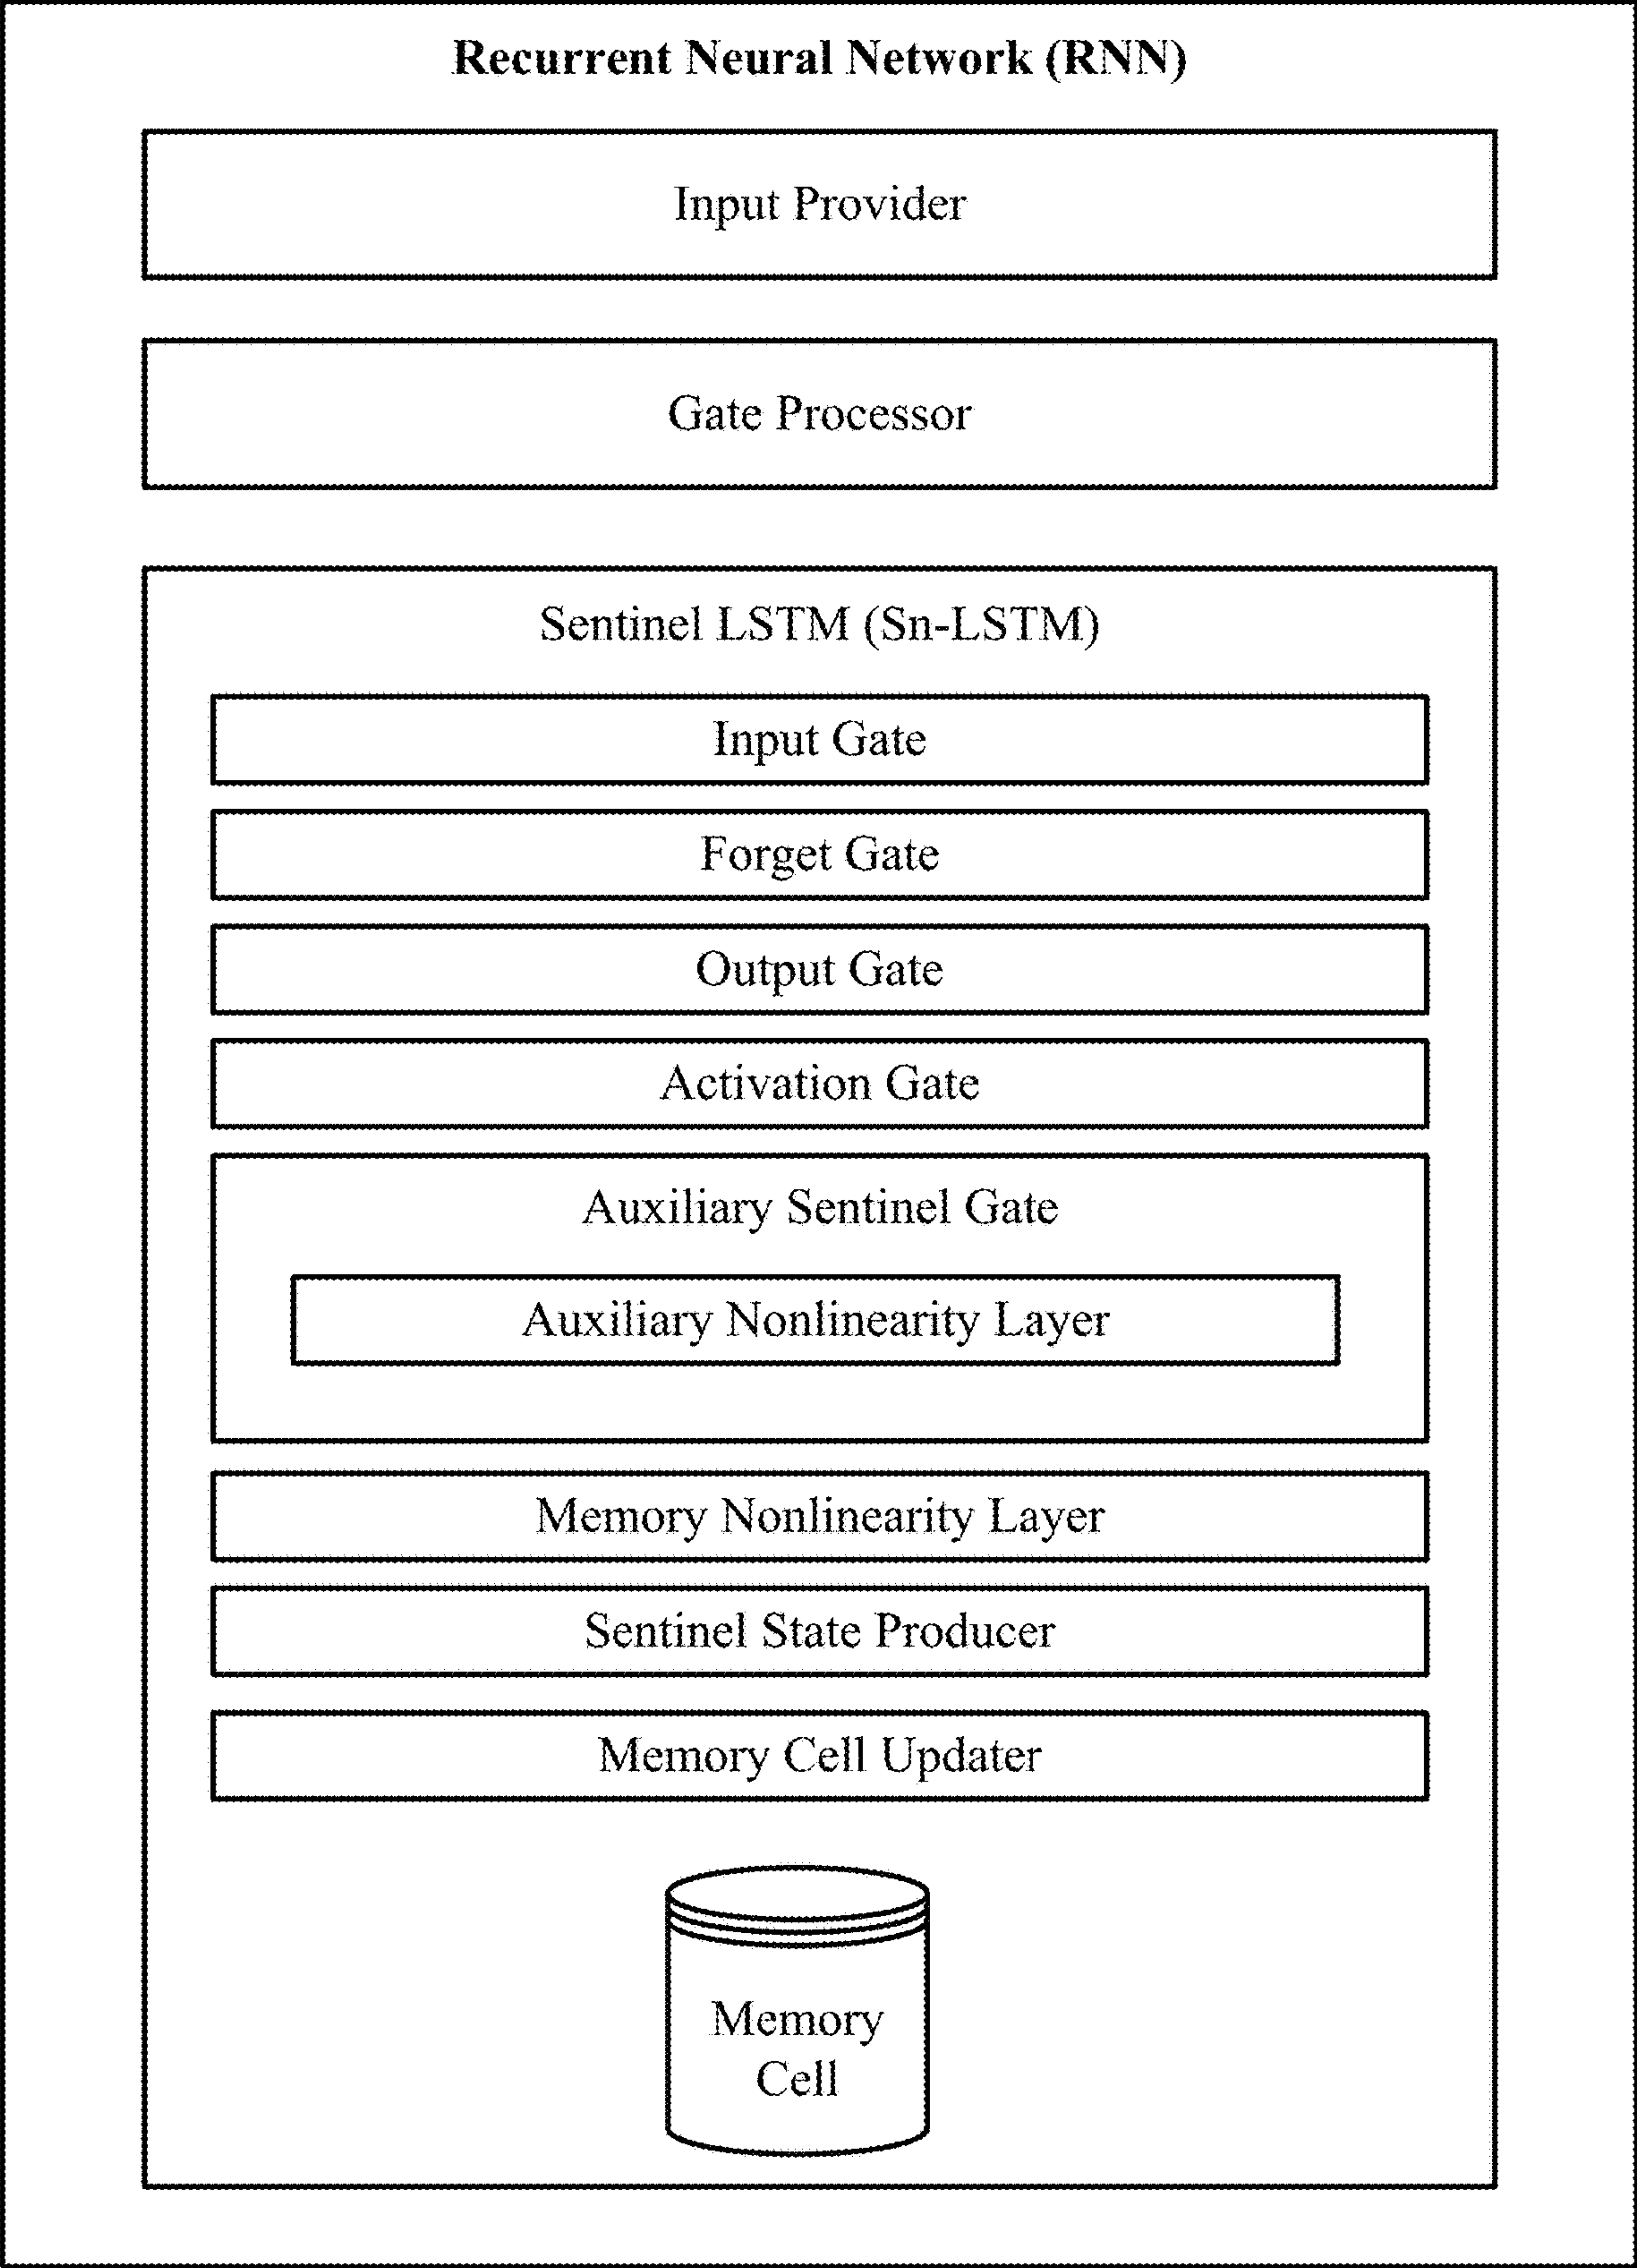 Recurrent Neural Network (RNN)
Input Provider
Gate Processor
Sentinel LSTM (Sn-LSTM)
Input Gate
Forget Gate
Output Gate
Activation Gate
Auxiliary Sentinel Gate
Auxiliary Nonlinearity Layer
Memory Nonlinearity Layer
Sentinel State Producer
Memory Cell Updater
Memory
Cell